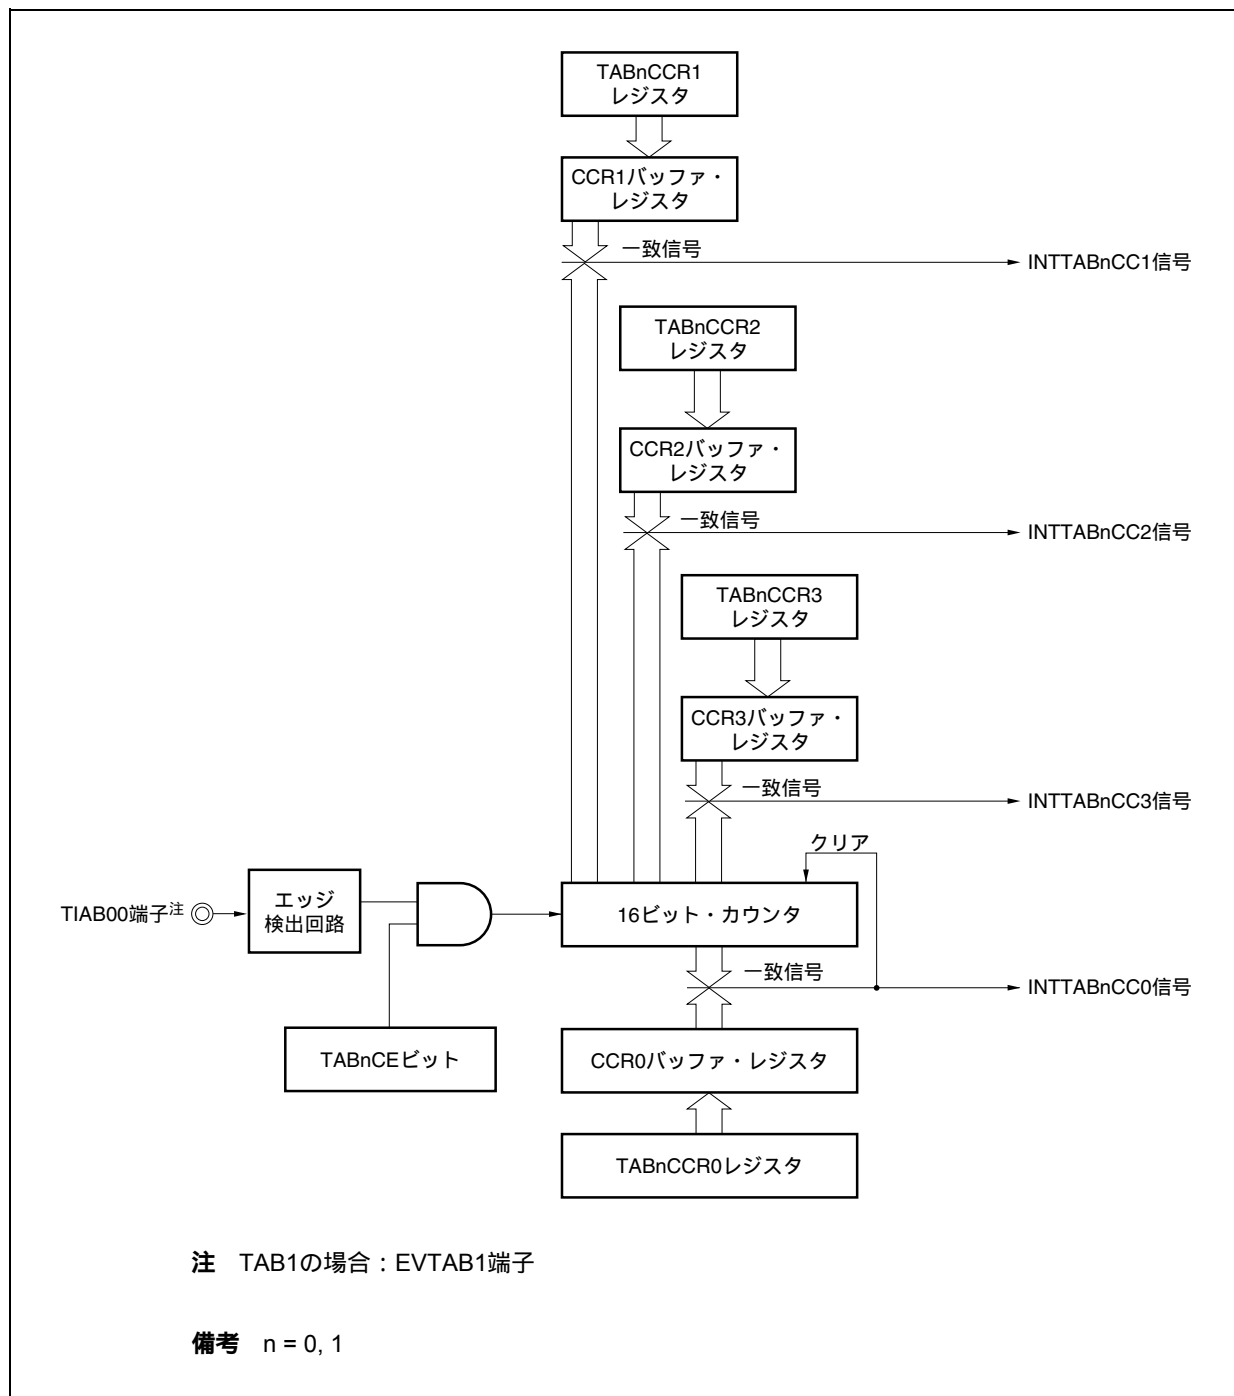 TABnCCR1
レジスタ
CCR1バッファ・
レジスタ
一致信号
INTTABnCC1信号
TABnCCR2
レジスタ
CCR2バッファ・
レジスタ
一致信号
INTTABnCC2信号
TABnCCR3
レジスタ
CCR3バッファ・
レジスタ
一致信号
INTTABnCC3信号
クリア
TIAB00端子注
エッジ
検出回路
16ビット・カウンタ
一致信号
INTTABnCC0信号
TABnCEビット
CCR0バッファ・レジスタ
TABnCCR0レジスタ
注 TAB1の場合：EVTAB1端子
備考 n = 0, 1